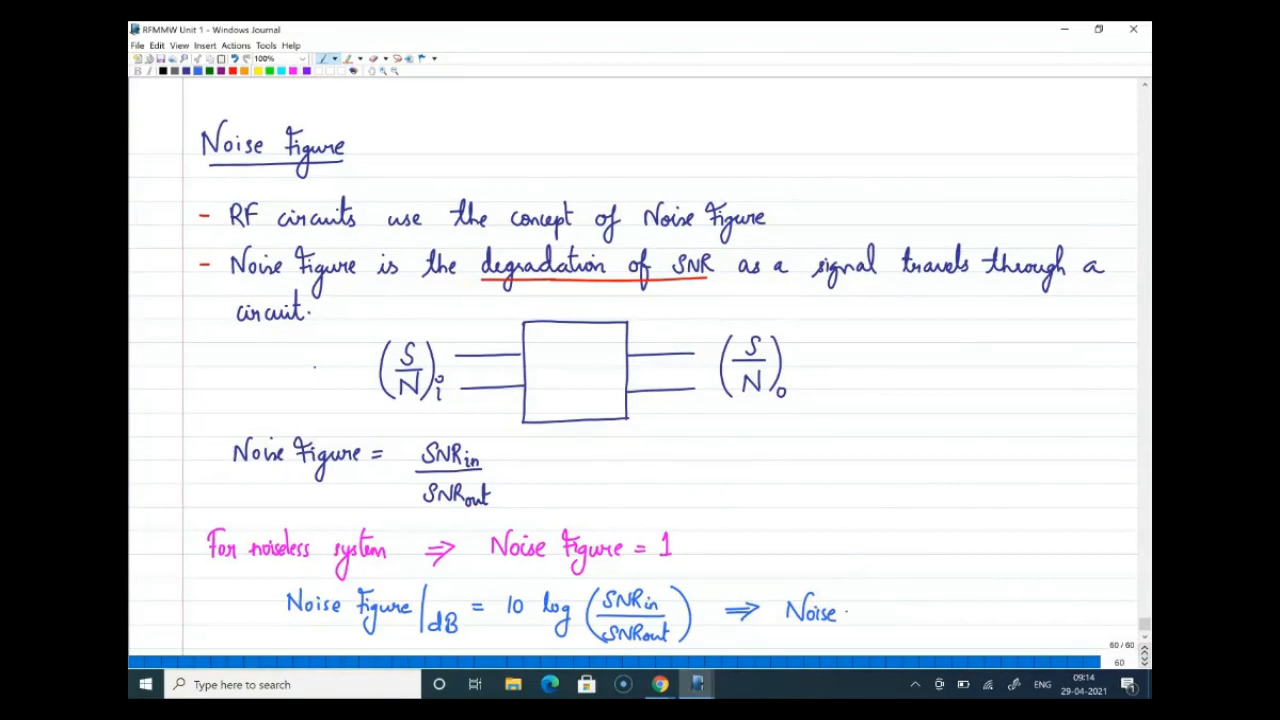 RFMMW Unit 1 - Windows Journal
File Edit View Insert Actions Tools Help
100%
B I
Noise Figure
- RF circuits use the concept of Noise Figure
- Noise Figure is the degradation of SNR as a signal travels through a
circuit.
(S/N)i (S/N)o
Noise Figure = SNRin/SNRout
For noiseless system ⇒ Noise Figure = 1
Noise Figure|dB = 10 log (SNRin/SNRout) ⇒ Noise
60 / 60
60
Type here to search
ENG
09:14
29-04-2021
1